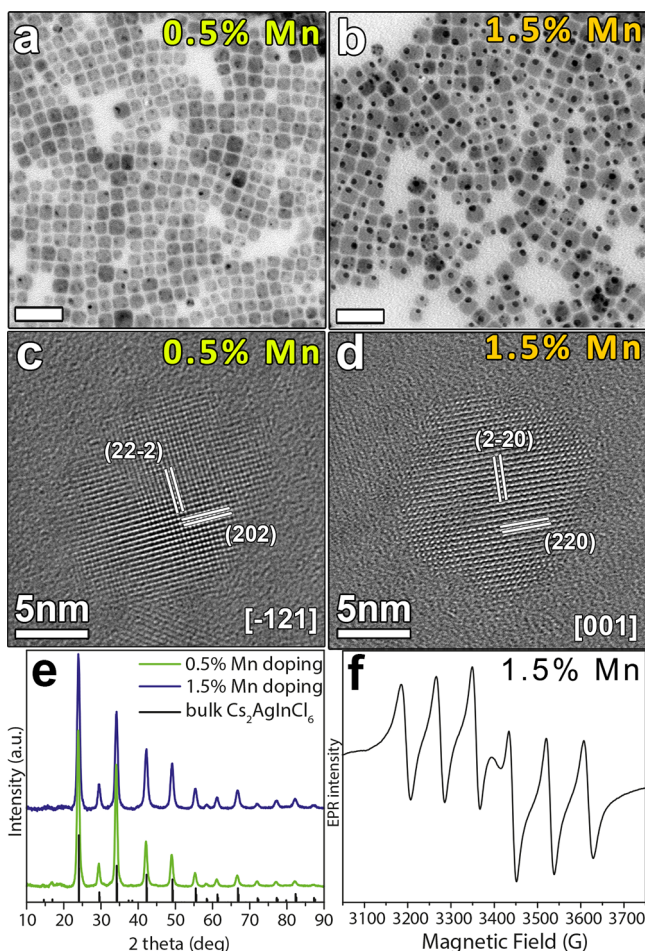 a 0.5% Mn
b 1.5% Mn
c 0.5% Mn
(22-2)
(202)
5nm [-121]
d 1.5% Mn
(2-20)
(220)
5nm [001]
e
0.5% Mn doping
1.5% Mn doping
bulk Cs₂AgInCl₆
Intensity (a.u.)
10 20 30 40 50 60 70 80 90
2 theta (deg)
f 1.5% Mn
EPR intensity
3100 3200 3300 3400 3500 3600 3700
Magnetic Field (G)